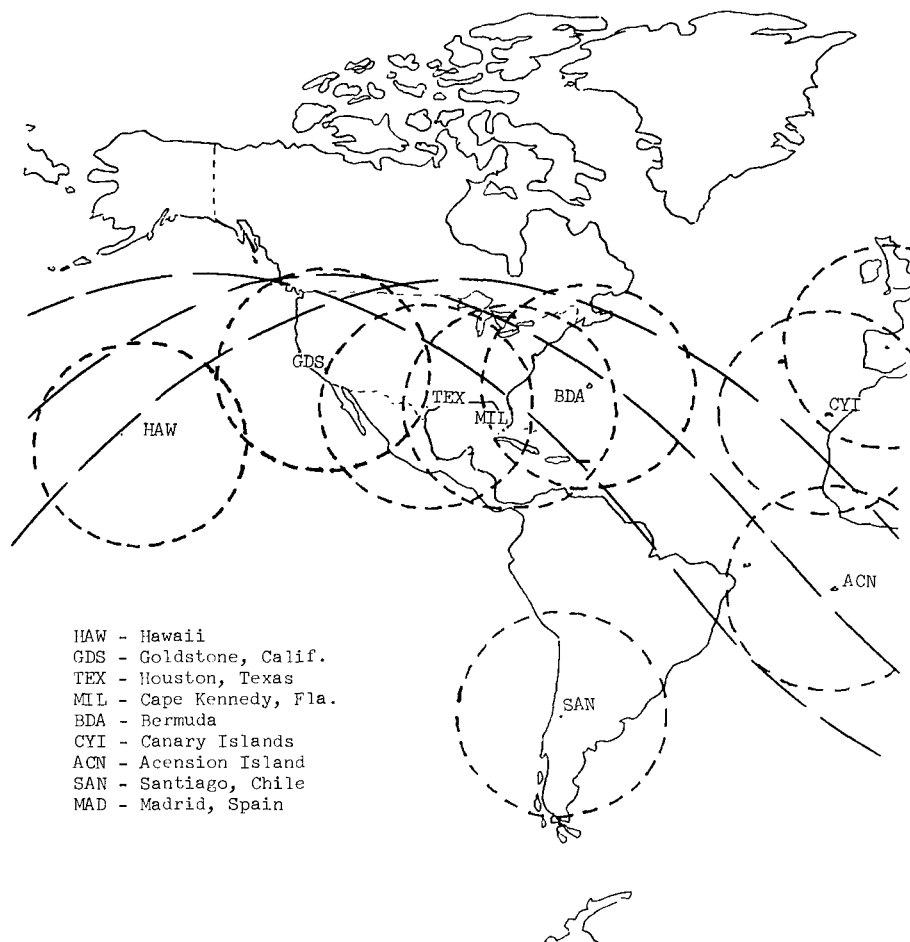 GDS
TEX
BDA
MIL
CYI
HAW
ACN
HAW - Hawaii
GDS - Goldstone, Calif.
TEX - Houston, Texas
MIL - Cape Kennedy, Fla.
BDA - Bermuda
CYI - Canary Islands
ACN - Acension Island
SAN - Santiago, Chile
MAD - Madrid, Spain
SAN